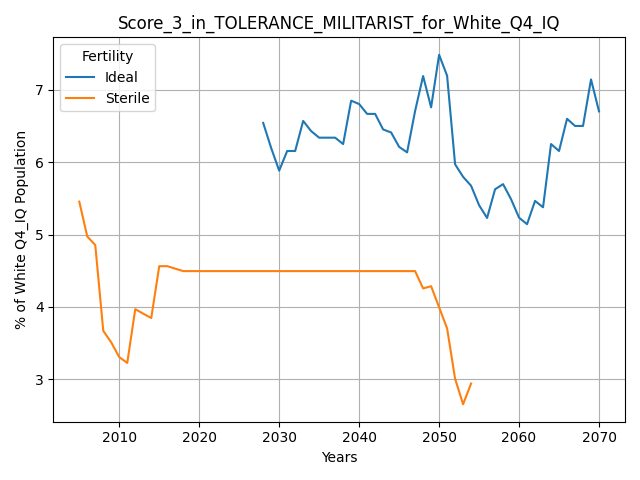 Score_3_in_TOLERANCE_MILITARIST_for_White_Q4_IQ
Fertility
Ideal
Sterile
% of White Q4_IQ Population
7
6
5
4
3
2010 2020 2030 2040 2050 2060 2070
Years